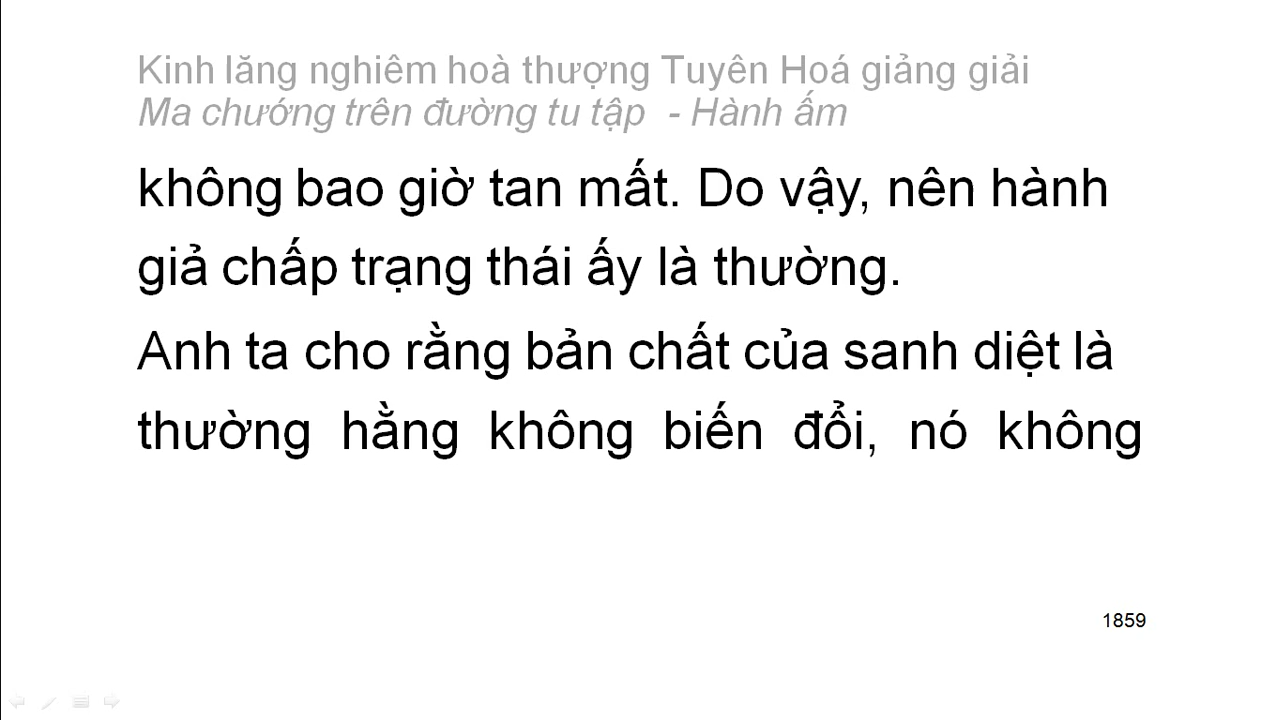 Kinh lăng nghiêm hoà thượng Tuyên Hoá giảng giải
Ma chướng trên đường tu tập - Hành ấm
không bao giờ tan mất. Do vậy, nên hành
giả chấp trạng thái ấy là thường.
Anh ta cho rằng bản chất của sanh diệt là
thường hằng không biến đổi, nó không
1859